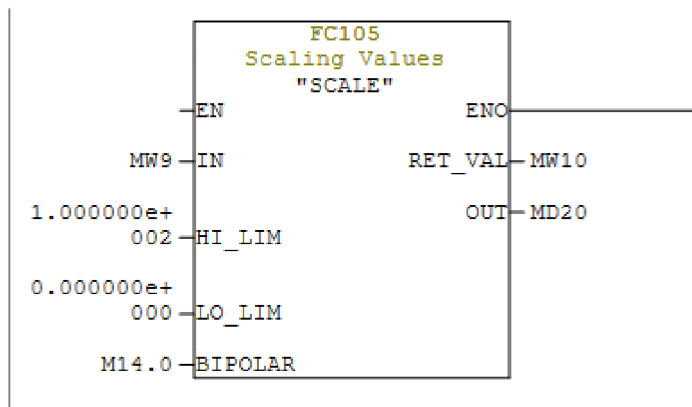 FC105
Scaling Values
"SCALE"
EN ENO
MW9 IN RET_VAL MW10
1.000000e+ OUT MD20
002 HI_LIM
0.000000e+
000 LO_LIM
M14.0 BIPOLAR